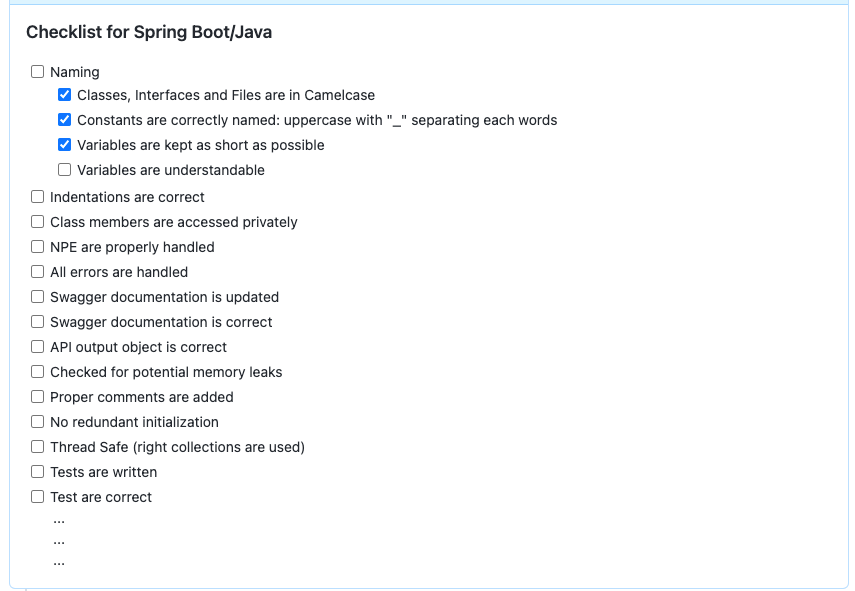 Checklist for Spring Boot/Java
Naming
Classes, Interfaces and Files are in Camelcase
Constants are correctly named: uppercase with "_" separating each words
Variables are kept as short as possible
Variables are understandable
Indentations are correct
Class members are accessed privately
NPE are properly handled
All errors are handled
Swagger documentation is updated
Swagger documentation is correct
API output object is correct
Checked for potential memory leaks
Proper comments are added
No redundant initialization
Thread Safe (right collections are used)
Tests are written
Test are correct
...
...
...